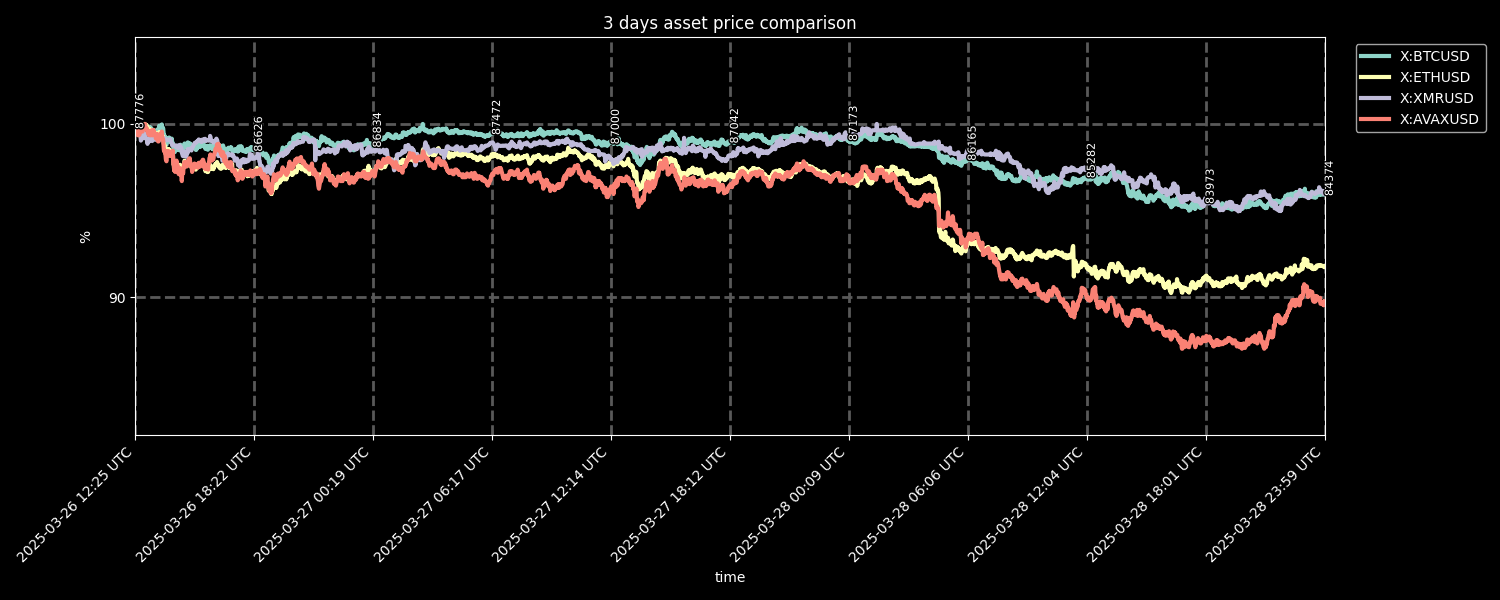 3 days asset price comparison
X:BTCUSD
X:ETHUSD
X:XMRUSD
X:AVAXUSD
%
100
90
87776
86626
86834
87472
87000
87042
87173
86165
85282
83973
84374
2025-03-26 12:25 UTC
2025-03-26 18:22 UTC
2025-03-27 00:19 UTC
2025-03-27 06:17 UTC
2025-03-27 12:14 UTC
2025-03-27 18:12 UTC
2025-03-28 00:09 UTC
2025-03-28 06:06 UTC
2025-03-28 12:04 UTC
2025-03-28 18:01 UTC
2025-03-28 23:59 UTC
time